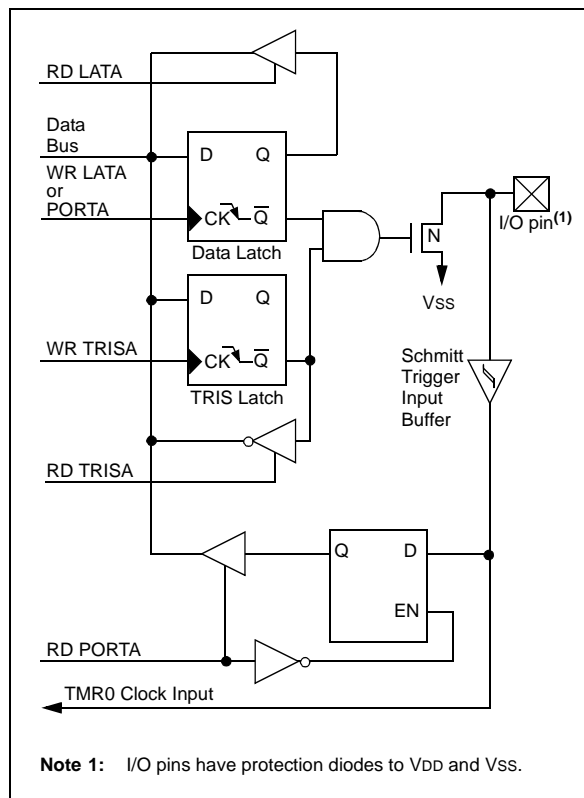 RD LATA
Data
Bus
D Q
WR LATA
or
PORTA
CK Q
Data Latch
N
I/O pin(1)
VSS
D Q
WR TRISA
CK Q
TRIS Latch
Schmitt
Trigger
Input
Buffer
RD TRISA
Q D
EN
RD PORTA
TMR0 Clock Input
Note 1: I/O pins have protection diodes to VDD and VSS.